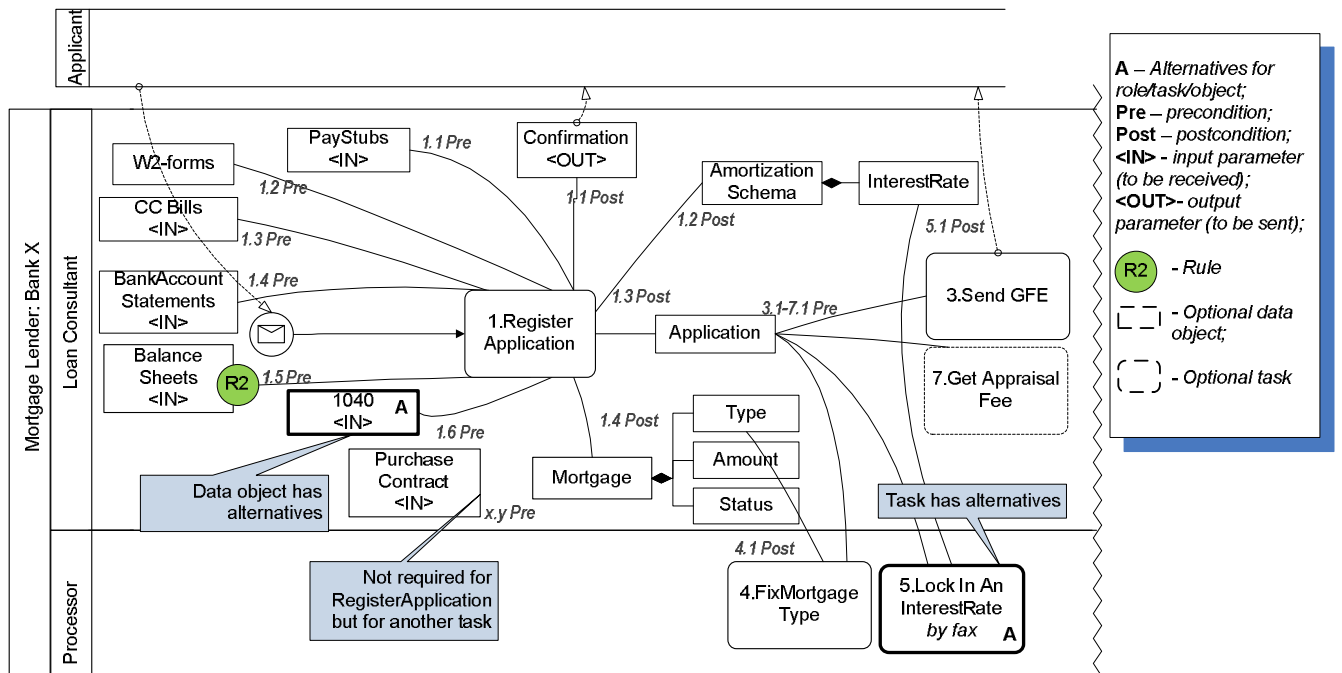 Applicant
Mortgage Lender: Bank X
Loan Consultant
Processor
PayStubs
<IN>
1.1 Pre
W2-forms
1.2 Pre
CC Bills
<IN>
1.3 Pre
BankAccount
Statements
<IN>
1.4 Pre
Balance
Sheets
<IN>
R2
1.5 Pre
1040
<IN>
A
1.6 Pre
Purchase
Contract
<IN>
x.y Pre
Data object has
alternatives
Not required for
RegisterApplication
but for another task
Confirmation
<OUT>
1.1 Post
1.Register
Application
Amortization
Schema
1.2 Post
InterestRate
5.1 Post
1.3 Post
Application
3.1-7.1 Pre
3.Send GFE
7.Get Appraisal
Fee
1.4 Post
Mortgage
Type
Amount
Status
Task has alternatives
4.1 Post
4.FixMortgage
Type
5.Lock In An
InterestRate
by fax
A
A – Alternatives for
role/task/object;
Pre – precondition;
Post – postcondition;
<IN> - input parameter
(to be received);
<OUT>- output
parameter (to be sent);
R2
- Rule
- Optional data
object;
- Optional task